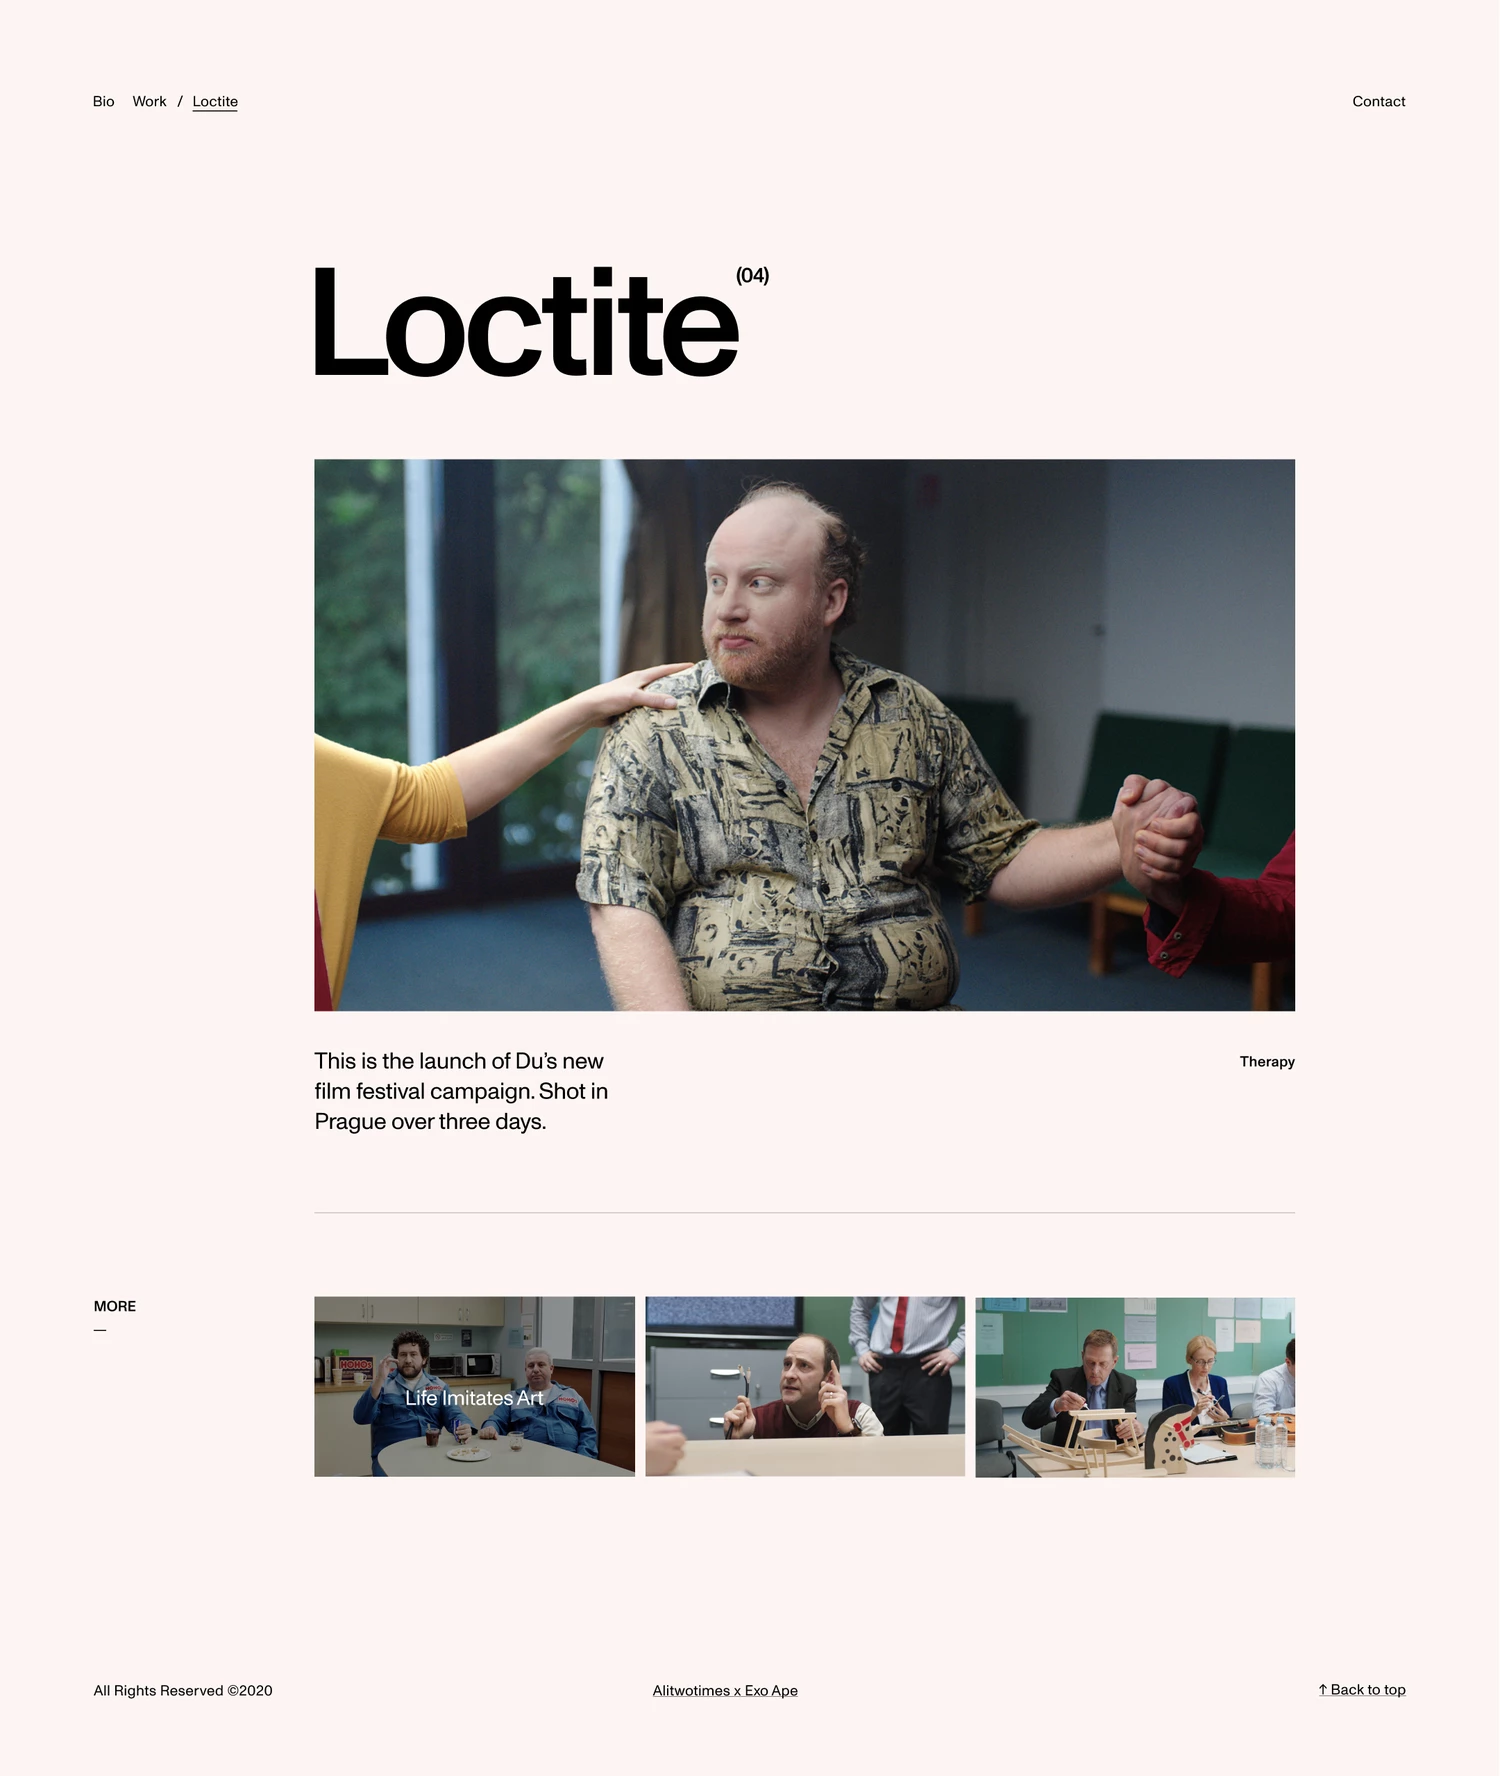 Bio Work / Loctite
Contact
Loctite (04)
This is the launch of Du’s new
film festival campaign. Shot in
Prague over three days.
Therapy
MORE
—
HOHOs
Life Imitates Art
All Rights Reserved ©2020
Alitwotimes x Exo Ape
↑ Back to top